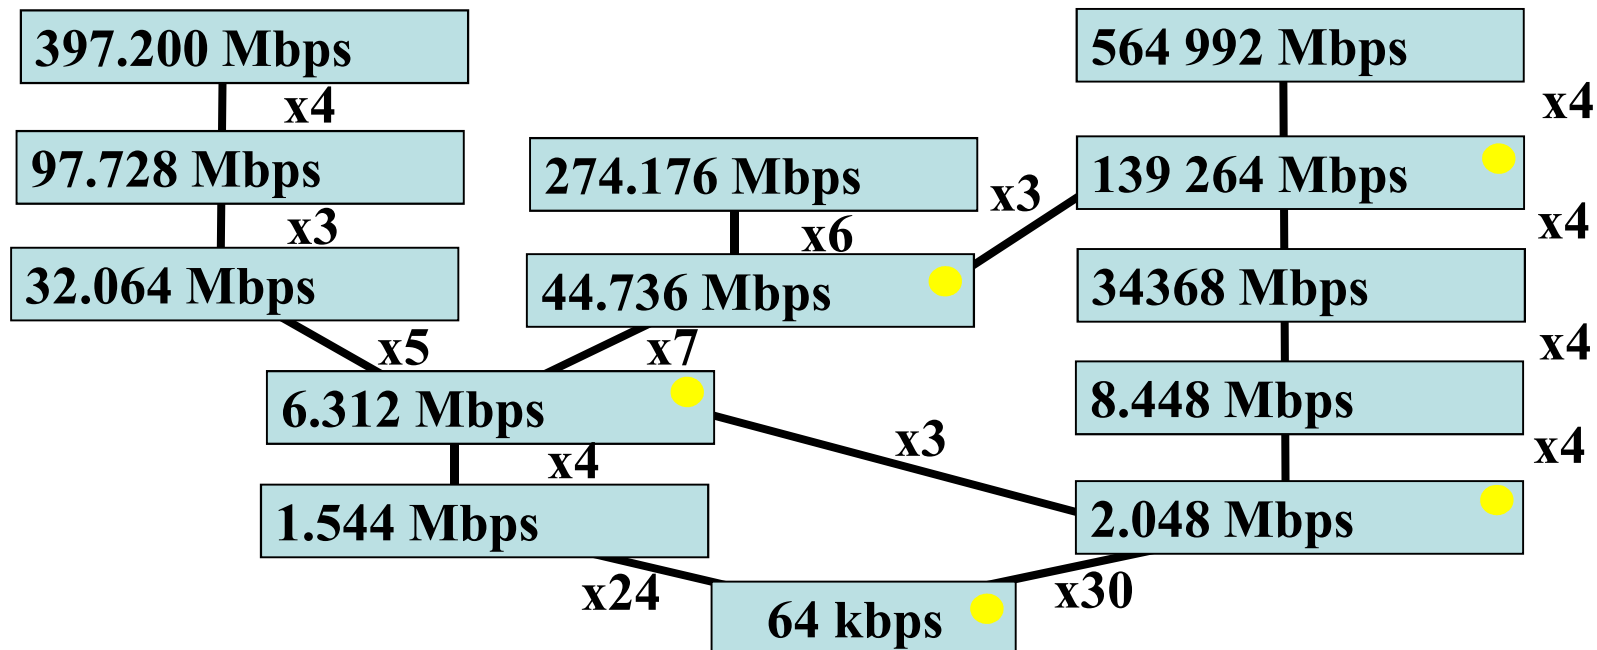 397.200 Mbps
564 992 Mbps
x4
x4
97.728 Mbps
274.176 Mbps
x3
139 264 Mbps
x3
x6
x4
32.064 Mbps
44.736 Mbps
34368 Mbps
x5
x7
x4
6.312 Mbps
8.448 Mbps
x3
x4
x4
1.544 Mbps
2.048 Mbps
x24
x30
64 kbps